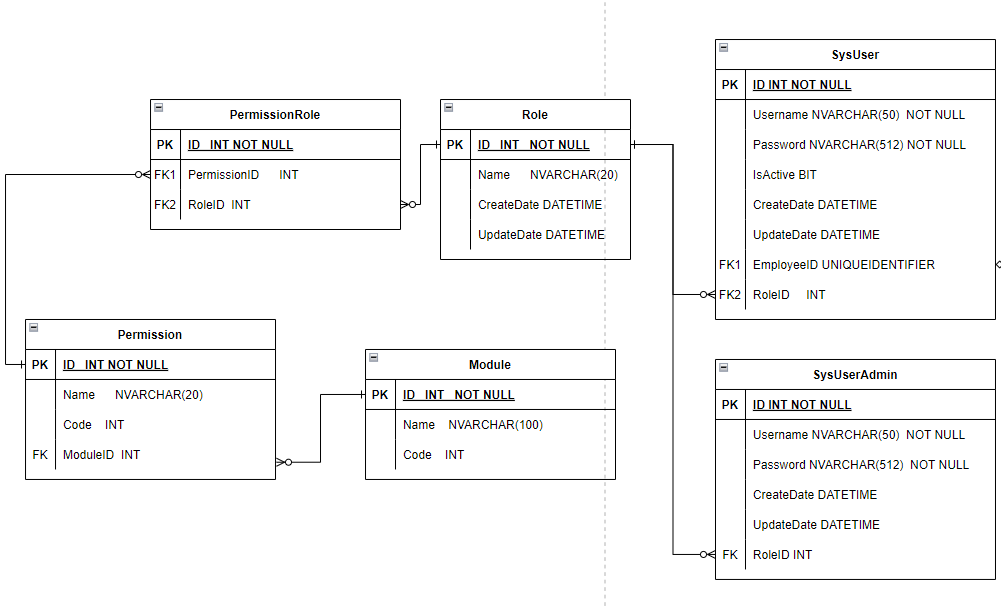 PermissionRole
PK ID INT NOT NULL
FK1 PermissionID INT
FK2 RoleID INT
Role
PK ID INT NOT NULL
Name NVARCHAR(20)
CreateDate DATETIME
UpdateDate DATETIME
SysUser
PK ID INT NOT NULL
Username NVARCHAR(50) NOT NULL
Password NVARCHAR(512) NOT NULL
IsActive BIT
CreateDate DATETIME
UpdateDate DATETIME
FK1 EmployeeID UNIQUEIDENTIFIER
FK2 RoleID INT
Permission
PK ID INT NOT NULL
Name NVARCHAR(20)
Code INT
FK ModuleID INT
Module
PK ID INT NOT NULL
Name NVARCHAR(100)
Code INT
SysUserAdmin
PK ID INT NOT NULL
Username NVARCHAR(50) NOT NULL
Password NVARCHAR(512) NOT NULL
CreateDate DATETIME
UpdateDate DATETIME
FK RoleID INT